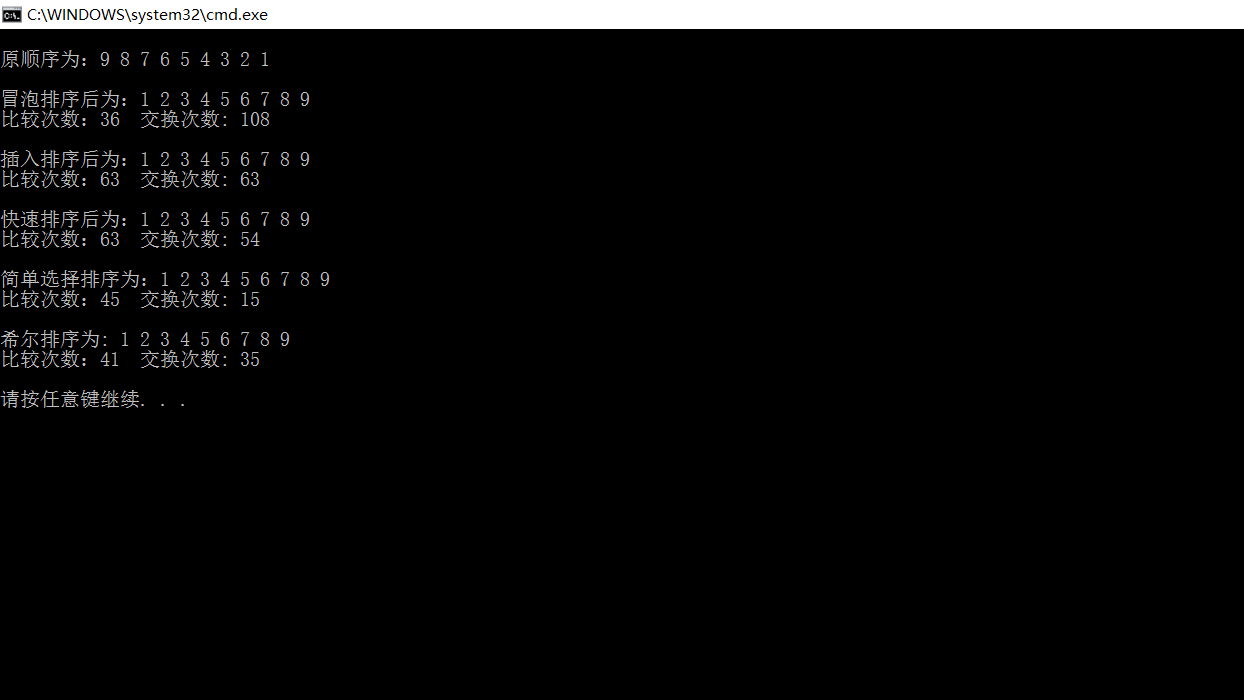 C:\WINDOWS\system32\cmd.exe
原顺序为：9 8 7 6 5 4 3 2 1
冒泡排序后为：1 2 3 4 5 6 7 8 9
比较次数：36  交换次数: 108
插入排序后为：1 2 3 4 5 6 7 8 9
比较次数：63  交换次数: 63
快速排序后为：1 2 3 4 5 6 7 8 9
比较次数：63  交换次数: 54
简单选择排序为：1 2 3 4 5 6 7 8 9
比较次数：45  交换次数: 15
希尔排序为: 1 2 3 4 5 6 7 8 9
比较次数：41  交换次数: 35
请按任意键继续. . .